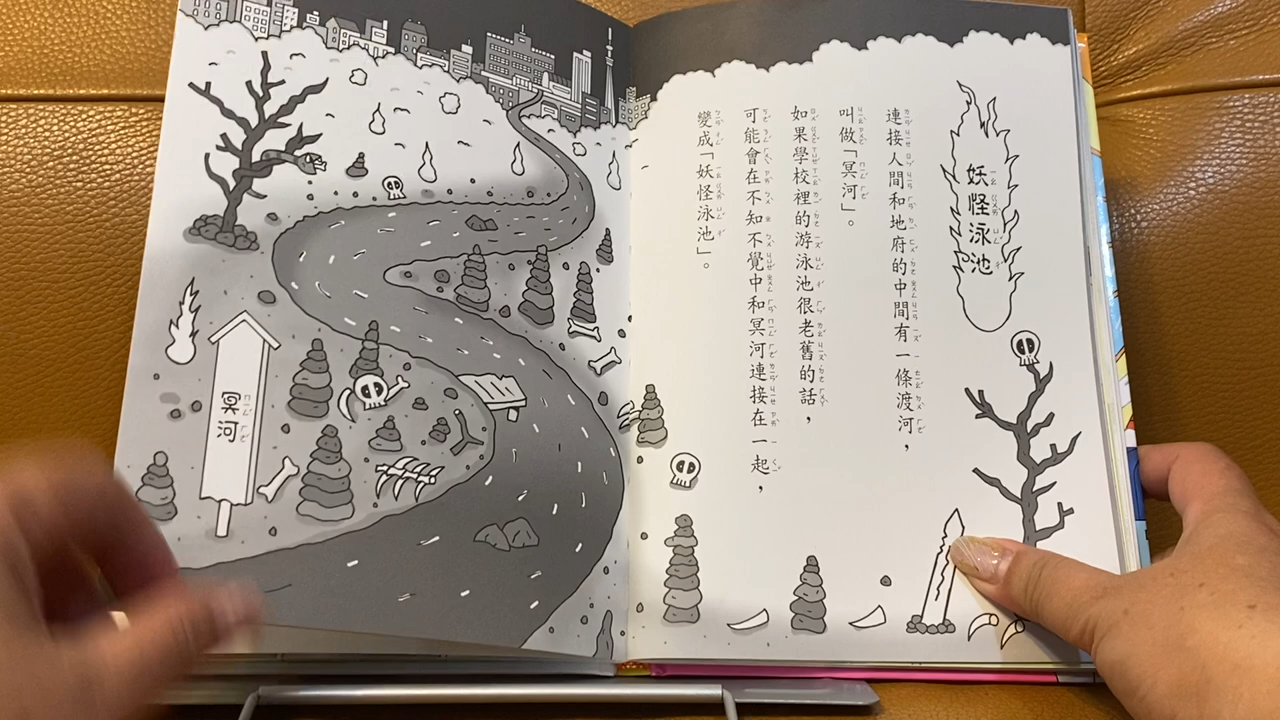 妖怪泳池
連接人間和地府的中間有一條渡河，
叫做「冥河」。
如果學校裡的游泳池很老舊的話，
可能會在不知不覺中和冥河連接在一起，
變成「妖怪泳池」。
冥河